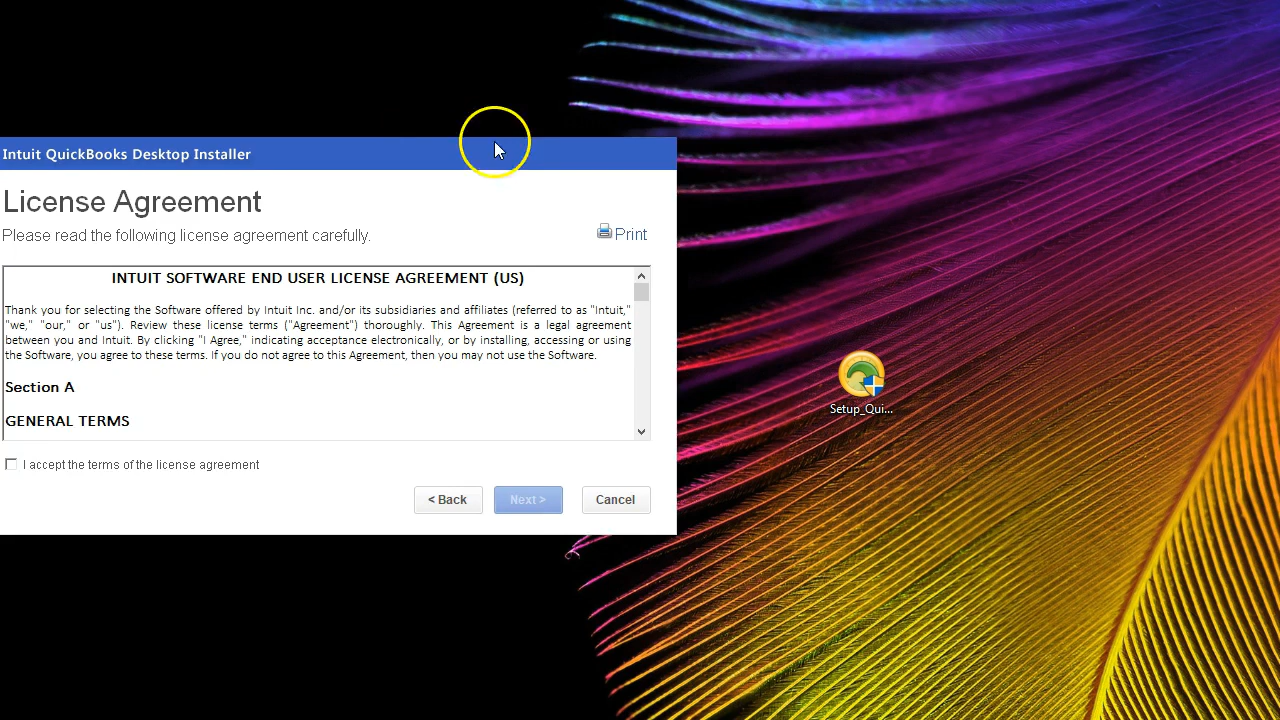 Intuit QuickBooks Desktop Installer
License Agreement
Please read the following license agreement carefully.
Print
INTUIT SOFTWARE END USER LICENSE AGREEMENT (US)
Thank you for selecting the Software offered by Intuit Inc. and/or its subsidiaries and affiliates (referred to as "Intuit,"
"we," "our," or "us"). Review these license terms ("Agreement") thoroughly. This Agreement is a legal agreement
between you and Intuit. By clicking "I Agree," indicating acceptance electronically, or by installing, accessing or using
the Software, you agree to these terms. If you do not agree to this Agreement, then you may not use the Software.
Section A
GENERAL TERMS
I accept the terms of the license agreement
< Back
Next >
Cancel
Setup_Qui...